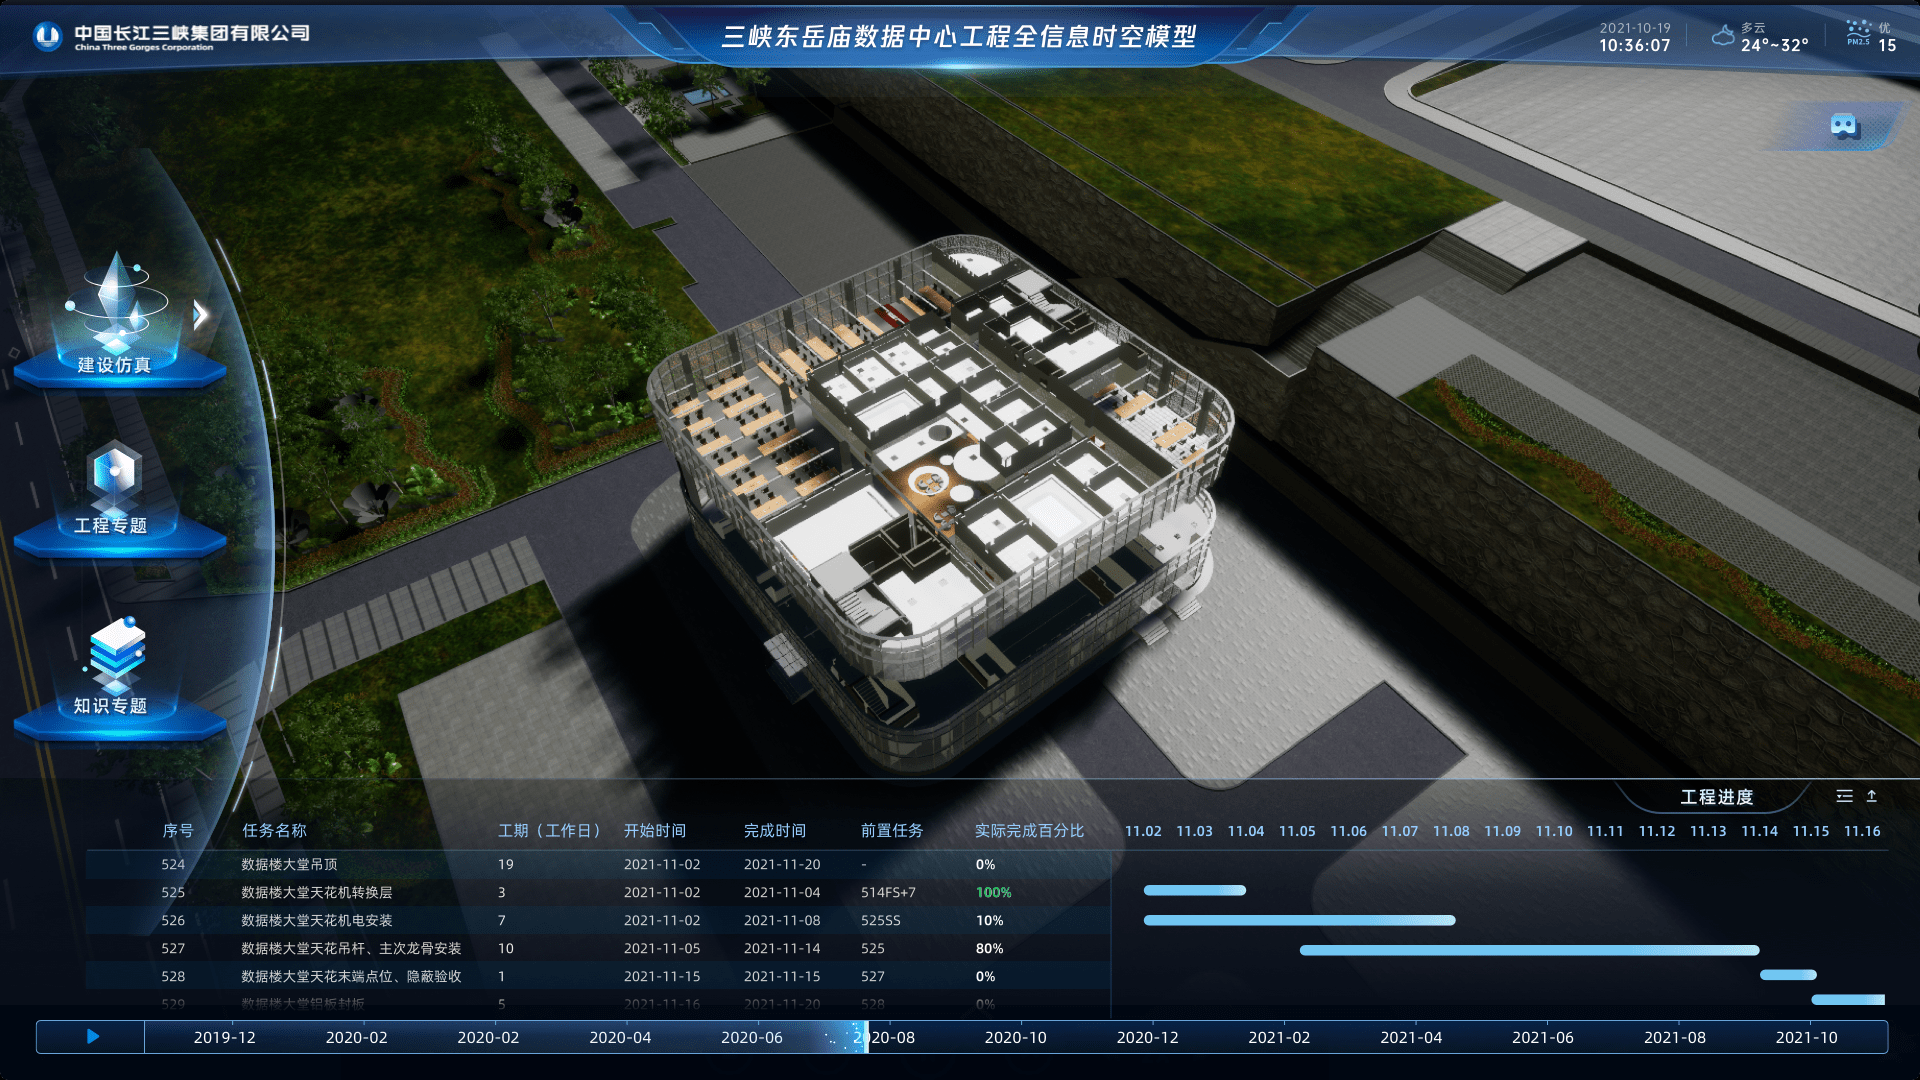 中国长江三峡集团有限公司
China Three Gorges Corporation
三峡东岳庙数据中心工程全信息时空模型
2021-10-19
10:36:07
多云
24°~32°
PM2.5
优
15
建设仿真
工程专题
知识专题
工程进度
序号 任务名称 工期（工作日） 开始时间 完成时间 前置任务 实际完成百分比 11.02 11.03 11.04 11.05 11.06 11.07 11.08 11.09 11.10 11.11 11.12 11.13 11.14 11.15 11.16
524 数据楼大堂吊顶 19 2021-11-02 2021-11-20 - 0%
525 数据楼大堂天花机转换层 3 2021-11-02 2021-11-04 514FS+7 100%
526 数据楼大堂天花机电安装 7 2021-11-02 2021-11-08 525SS 10%
527 数据楼大堂天花吊杆、主次龙骨安装 10 2021-11-05 2021-11-14 525 80%
528 数据楼大堂天花末端点位、隐蔽验收 1 2021-11-15 2021-11-15 527 0%
529 数据楼大堂铝板封板 5 2021-11-16 2021-11-20 528 0%
2019-12 2020-02 2020-02 2020-04 2020-06 2020-08 2020-10 2020-12 2021-02 2021-04 2021-06 2021-08 2021-10